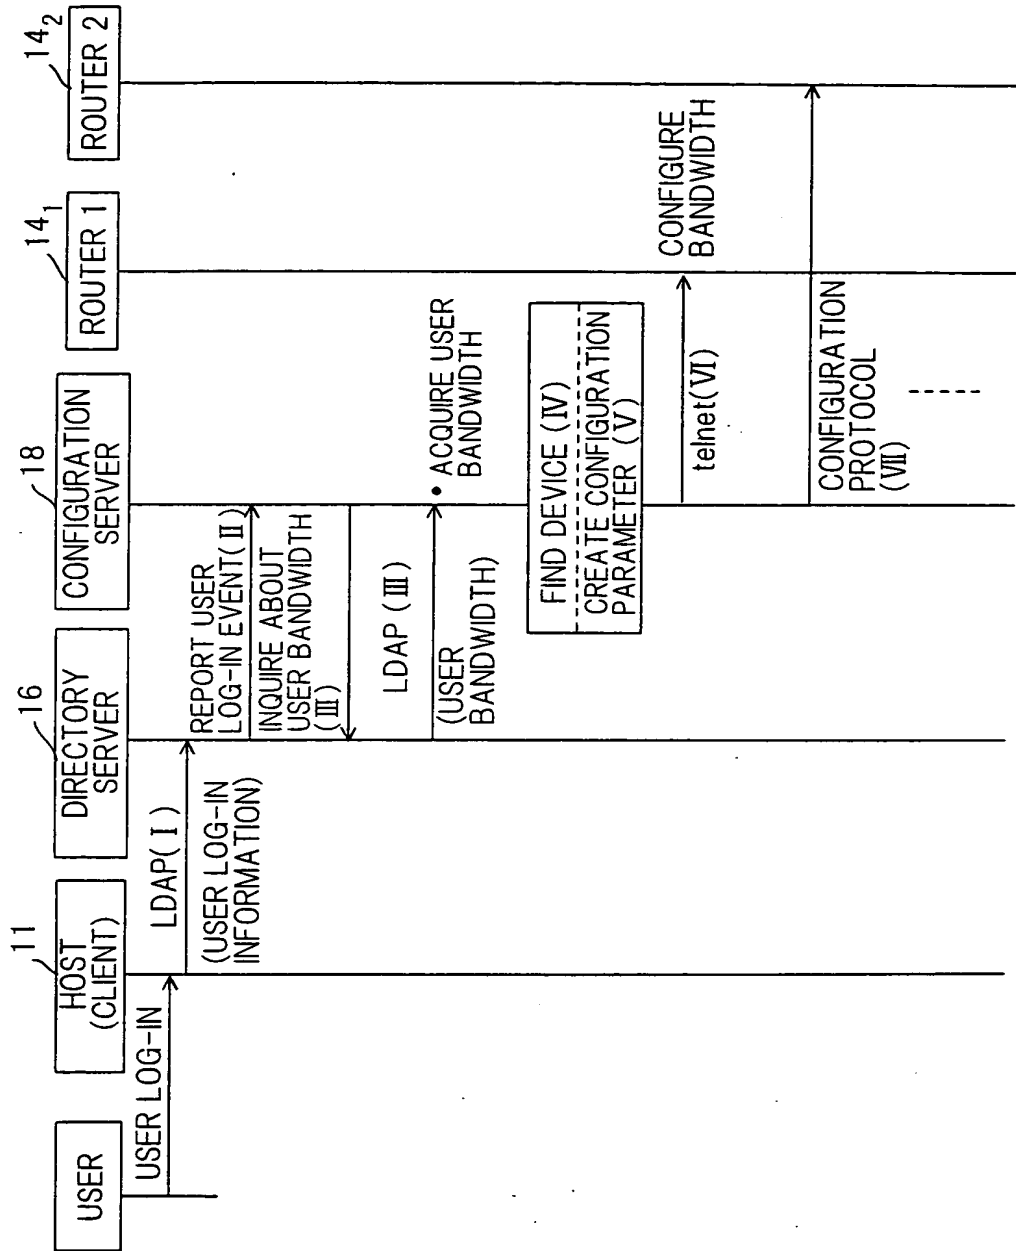 USER
11
HOST
(CLIENT)
16
DIRECTORY
SERVER
18
CONFIGURATION
SERVER
14₁
ROUTER 1
14₂
ROUTER 2
USER LOG-IN
LDAP(Ⅰ)
(USER LOG-IN
INFORMATION)
REPORT USER
LOG-IN EVENT(Ⅱ)
INQUIRE ABOUT
USER BANDWIDTH
(Ⅲ)
LDAP (Ⅲ)
(USER
BANDWIDTH)
• ACQUIRE USER
BANDWIDTH
FIND DEVICE (Ⅳ)
CREATE CONFIGURATION
PARAMETER (Ⅴ)
telnet(Ⅵ)
CONFIGURE
BANDWIDTH
CONFIGURATION
PROTOCOL
(Ⅶ)